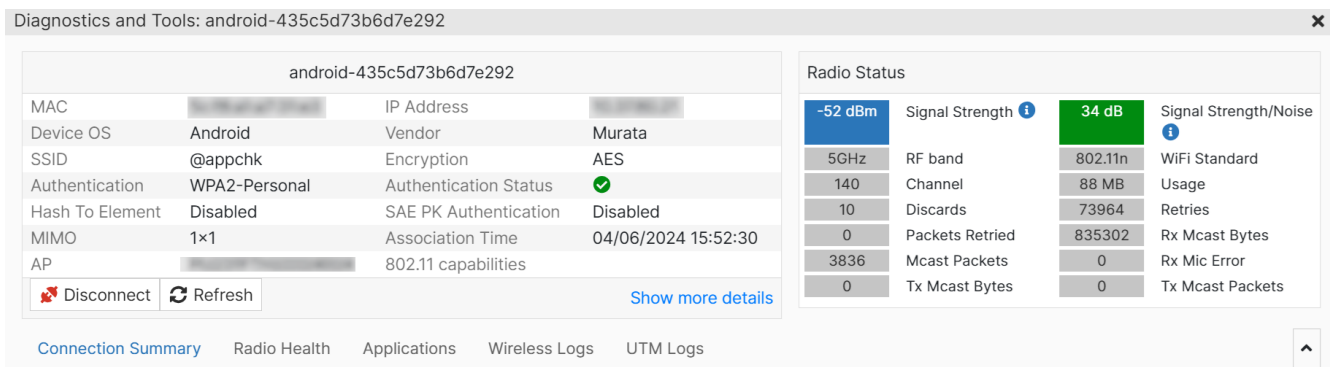 Diagnostics and Tools: android-435c5d73b6d7e292
android-435c5d73b6d7e292
MAC IP Address
Device OS Android Vendor Murata
SSID @appchk Encryption AES
Authentication WPA2-Personal Authentication Status
Hash To Element Disabled SAE PK Authentication Disabled
MIMO 1×1 Association Time 04/06/2024 15:52:30
AP 802.11 capabilities
Disconnect Refresh Show more details
Radio Status
-52 dBm Signal Strength 34 dB Signal Strength/Noise
5GHz RF band 802.11n WiFi Standard
140 Channel 88 MB Usage
10 Discards 73964 Retries
0 Packets Retried 835302 Rx Mcast Bytes
3836 Mcast Packets 0 Rx Mic Error
0 Tx Mcast Bytes 0 Tx Mcast Packets
Connection Summary Radio Health Applications Wireless Logs UTM Logs